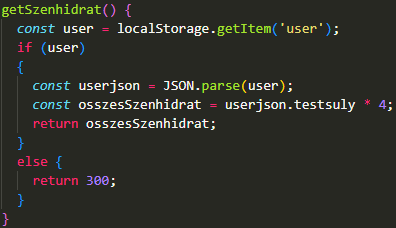 getSzenhidrat() {
const user = localStorage.getItem('user');
if (user)
{
const userjson = JSON.parse(user);
const osszesSzenhidrat = userjson.testsuly * 4;
return osszesSzenhidrat;
}
else {
return 300;
}
}